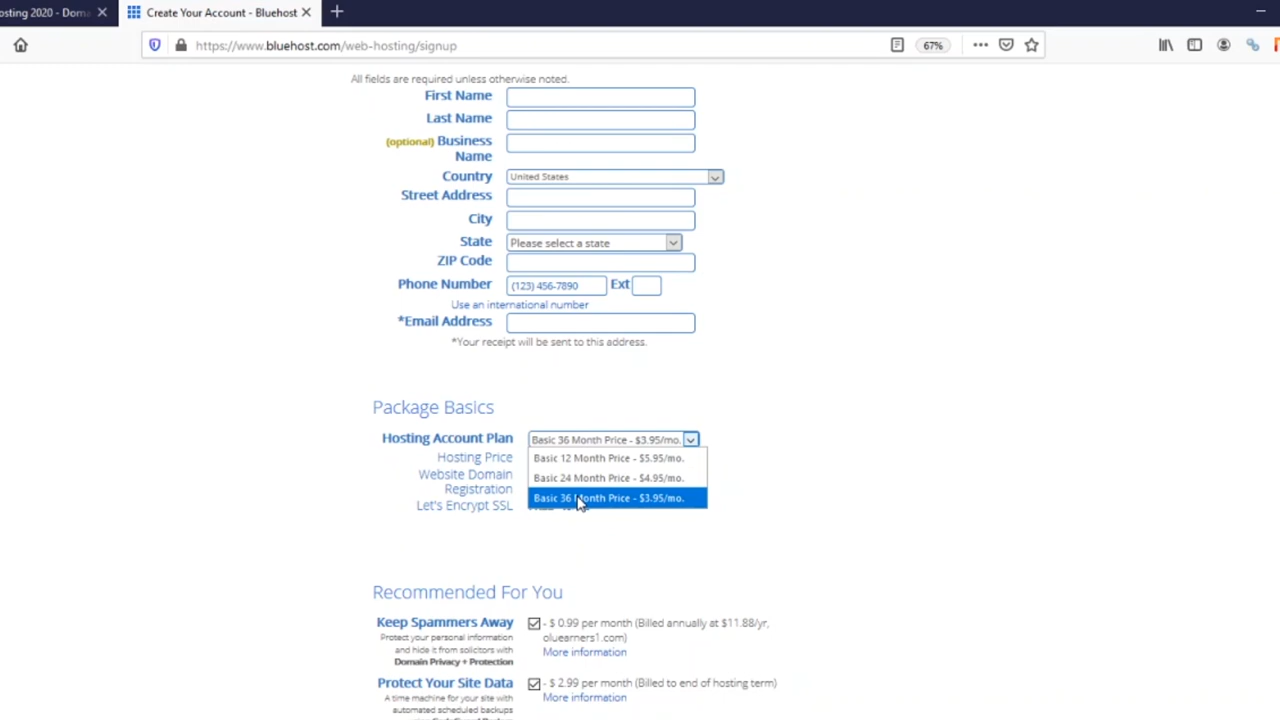 osting 2020 - Dom
Create Your Account - Bluehost
https://www.bluehost.com/web-hosting/signup
67%
All fields are required unless otherwise noted.
First Name
Last Name
(optional) Business
Name
Country United States
Street Address
City
State Please select a state
ZIP Code
Phone Number (123) 456-7890 Ext
Use an international number
*Email Address
*Your receipt will be sent to this address.
Package Basics
Hosting Account Plan Basic 36 Month Price - $3.95/mo.
Hosting Price Basic 12 Month Price - $5.95/mo.
Website Domain Basic 24 Month Price - $4.95/mo.
Registration Basic 36 Month Price - $3.95/mo.
Let's Encrypt SSL
Recommended For You
Keep Spammers Away - $ 0.99 per month (Billed annually at $11.88/yr,
Protect your personal information oluearners1.com)
and hide it from solicitors with More information
Domain Privacy + Protection
Protect Your Site Data - $ 2.99 per month (Billed to end of hosting term)
A time machine for your site with More information
automated scheduled backups